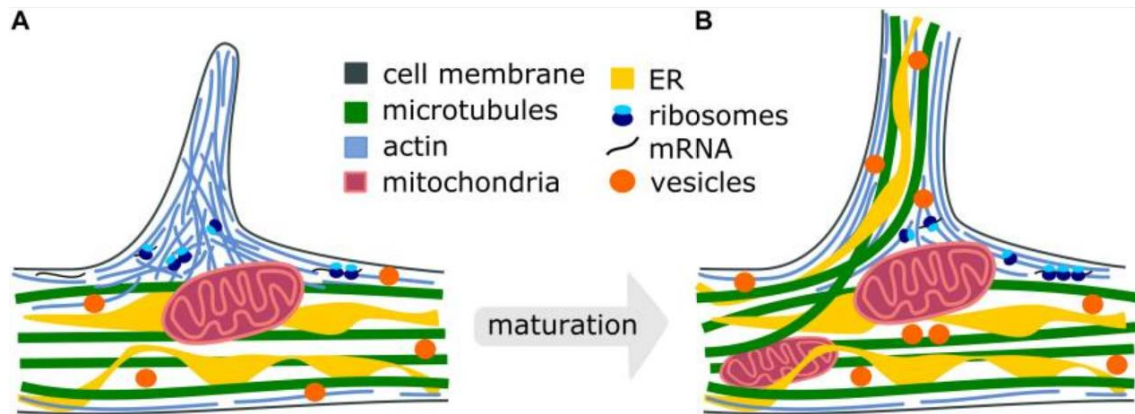 A
B
cell membrane
microtubules
actin
mitochondria
ER
ribosomes
mRNA
vesicles
maturation